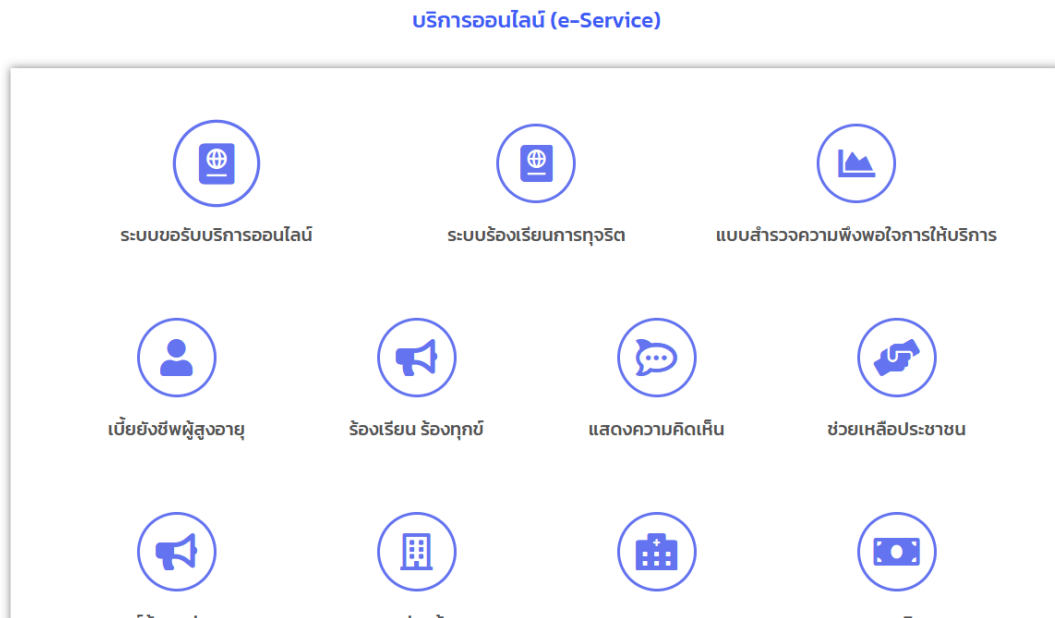 บริการออนไลน์ (e-Service)
ระบบขอรับบริการออนไลน์
ระบบร้องเรียนการทุจริต
แบบสำรวจความพึงพอใจการให้บริการ
เบี้ยยังชีพผู้สูงอายุ
ร้องเรียน ร้องทุกข์
แสดงความคิดเห็น
ช่วยเหลือประชาชน